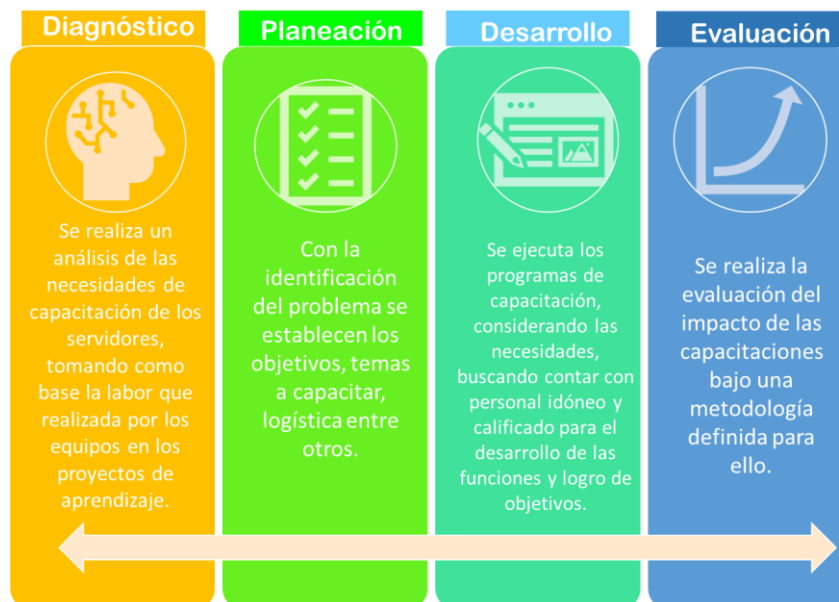 Diagnóstico
Se realiza un
análisis de las
necesidades de
capacitación de los
servidores,
tomando como
base la labor que
realizada por los
equipos en los
proyectos de
aprendizaje.
Planeación
Con la
identificación
del problema se
establecen los
objetivos, temas
a capacitar,
logística entre
otros.
Desarrollo
Se ejecuta los
programas de
capacitación,
considerando las
necesidades,
buscando contar con
personal idóneo y
calificado para el
desarrollo de las
funciones y logro de
objetivos.
Evaluación
Se realiza la
evaluación del
impacto de las
capacitaciones
bajo una
metodología
definida para
ello.